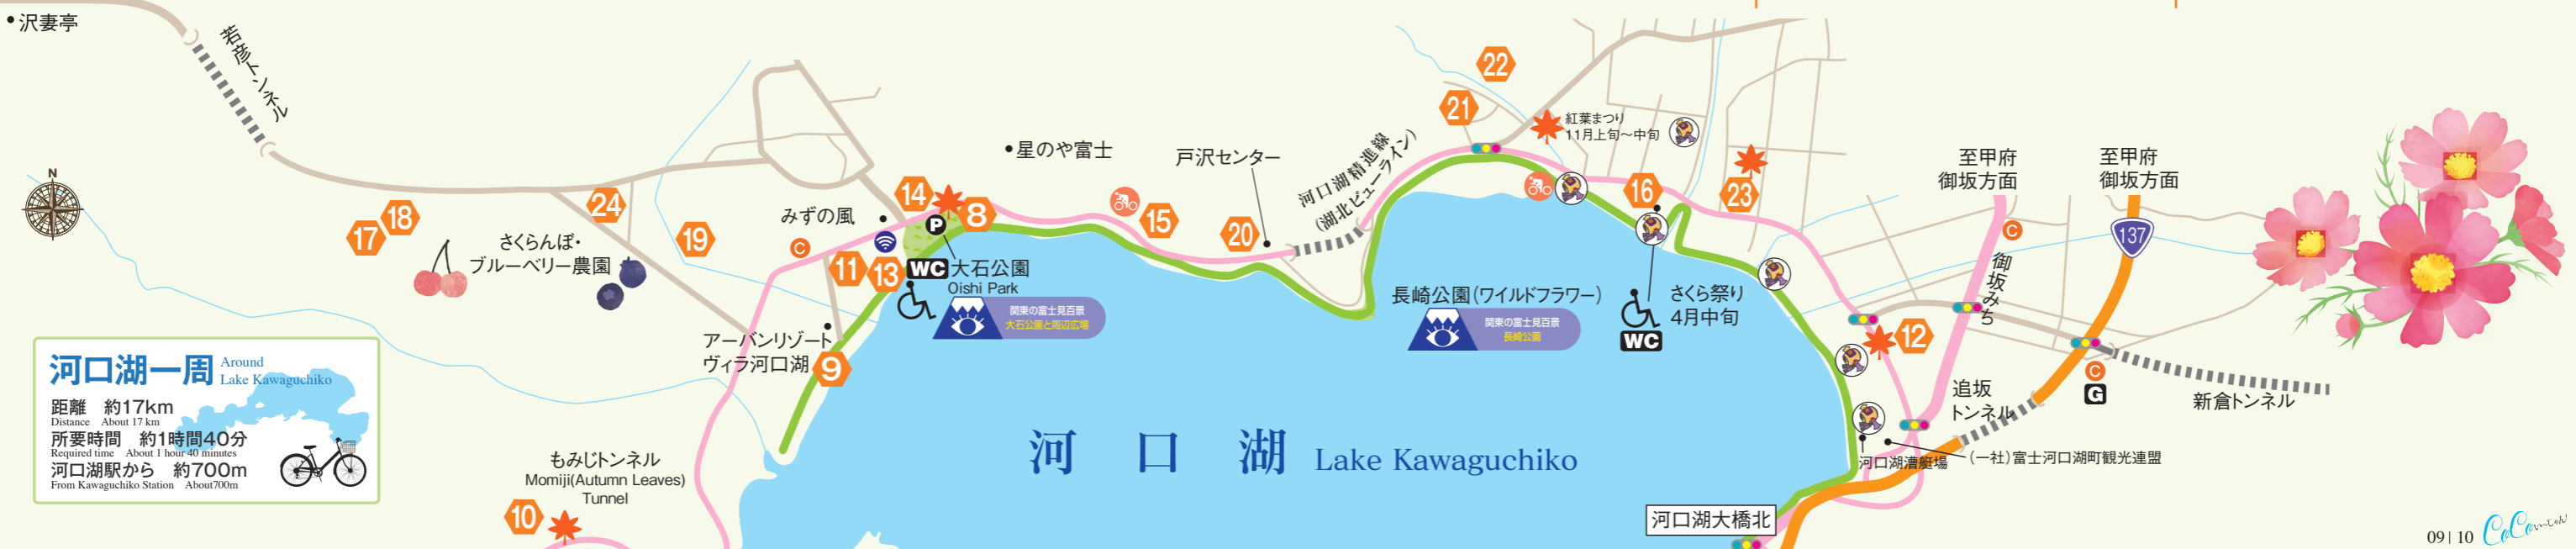 沢妻亭
若彦トンネル
N
17
18
24
19
さくらんぼ・
ブルーベリー農園
みずの風
C
14
8
P
11
13
WC
大石公園
Oishi Park
関東の富士見百景
大石公園と周辺広場
アーバンリゾート
ヴィラ河口湖
9
星のや富士
15
戸沢センター
20
河口湖精進線
(湖北ビューライン)
22
21
紅葉まつり
11月上旬~中旬
16
23
長崎公園(ワイルドフラワー)
関東の富士見百景
長崎公園
WC
さくら祭り
4月中旬
至甲府
御坂方面
至甲府
御坂方面
C
137
御坂みち
12
C
G
追坂
トンネル
新倉トンネル
河口湖漕艇場
(一社)富士河口湖町観光連盟
河口湖大橋北
河口湖 Lake Kawaguchiko
河口湖一周
Around
Lake Kawaguchiko
距離 約17km
Distance About 17 km
所要時間 約1時間40分
Required time About 1 hour 40 minutes
河口湖駅から 約700m
From Kawaguchiko Station About700m
もみじトンネル
Momiji(Autumn Leaves)
Tunnel
10
09| 10